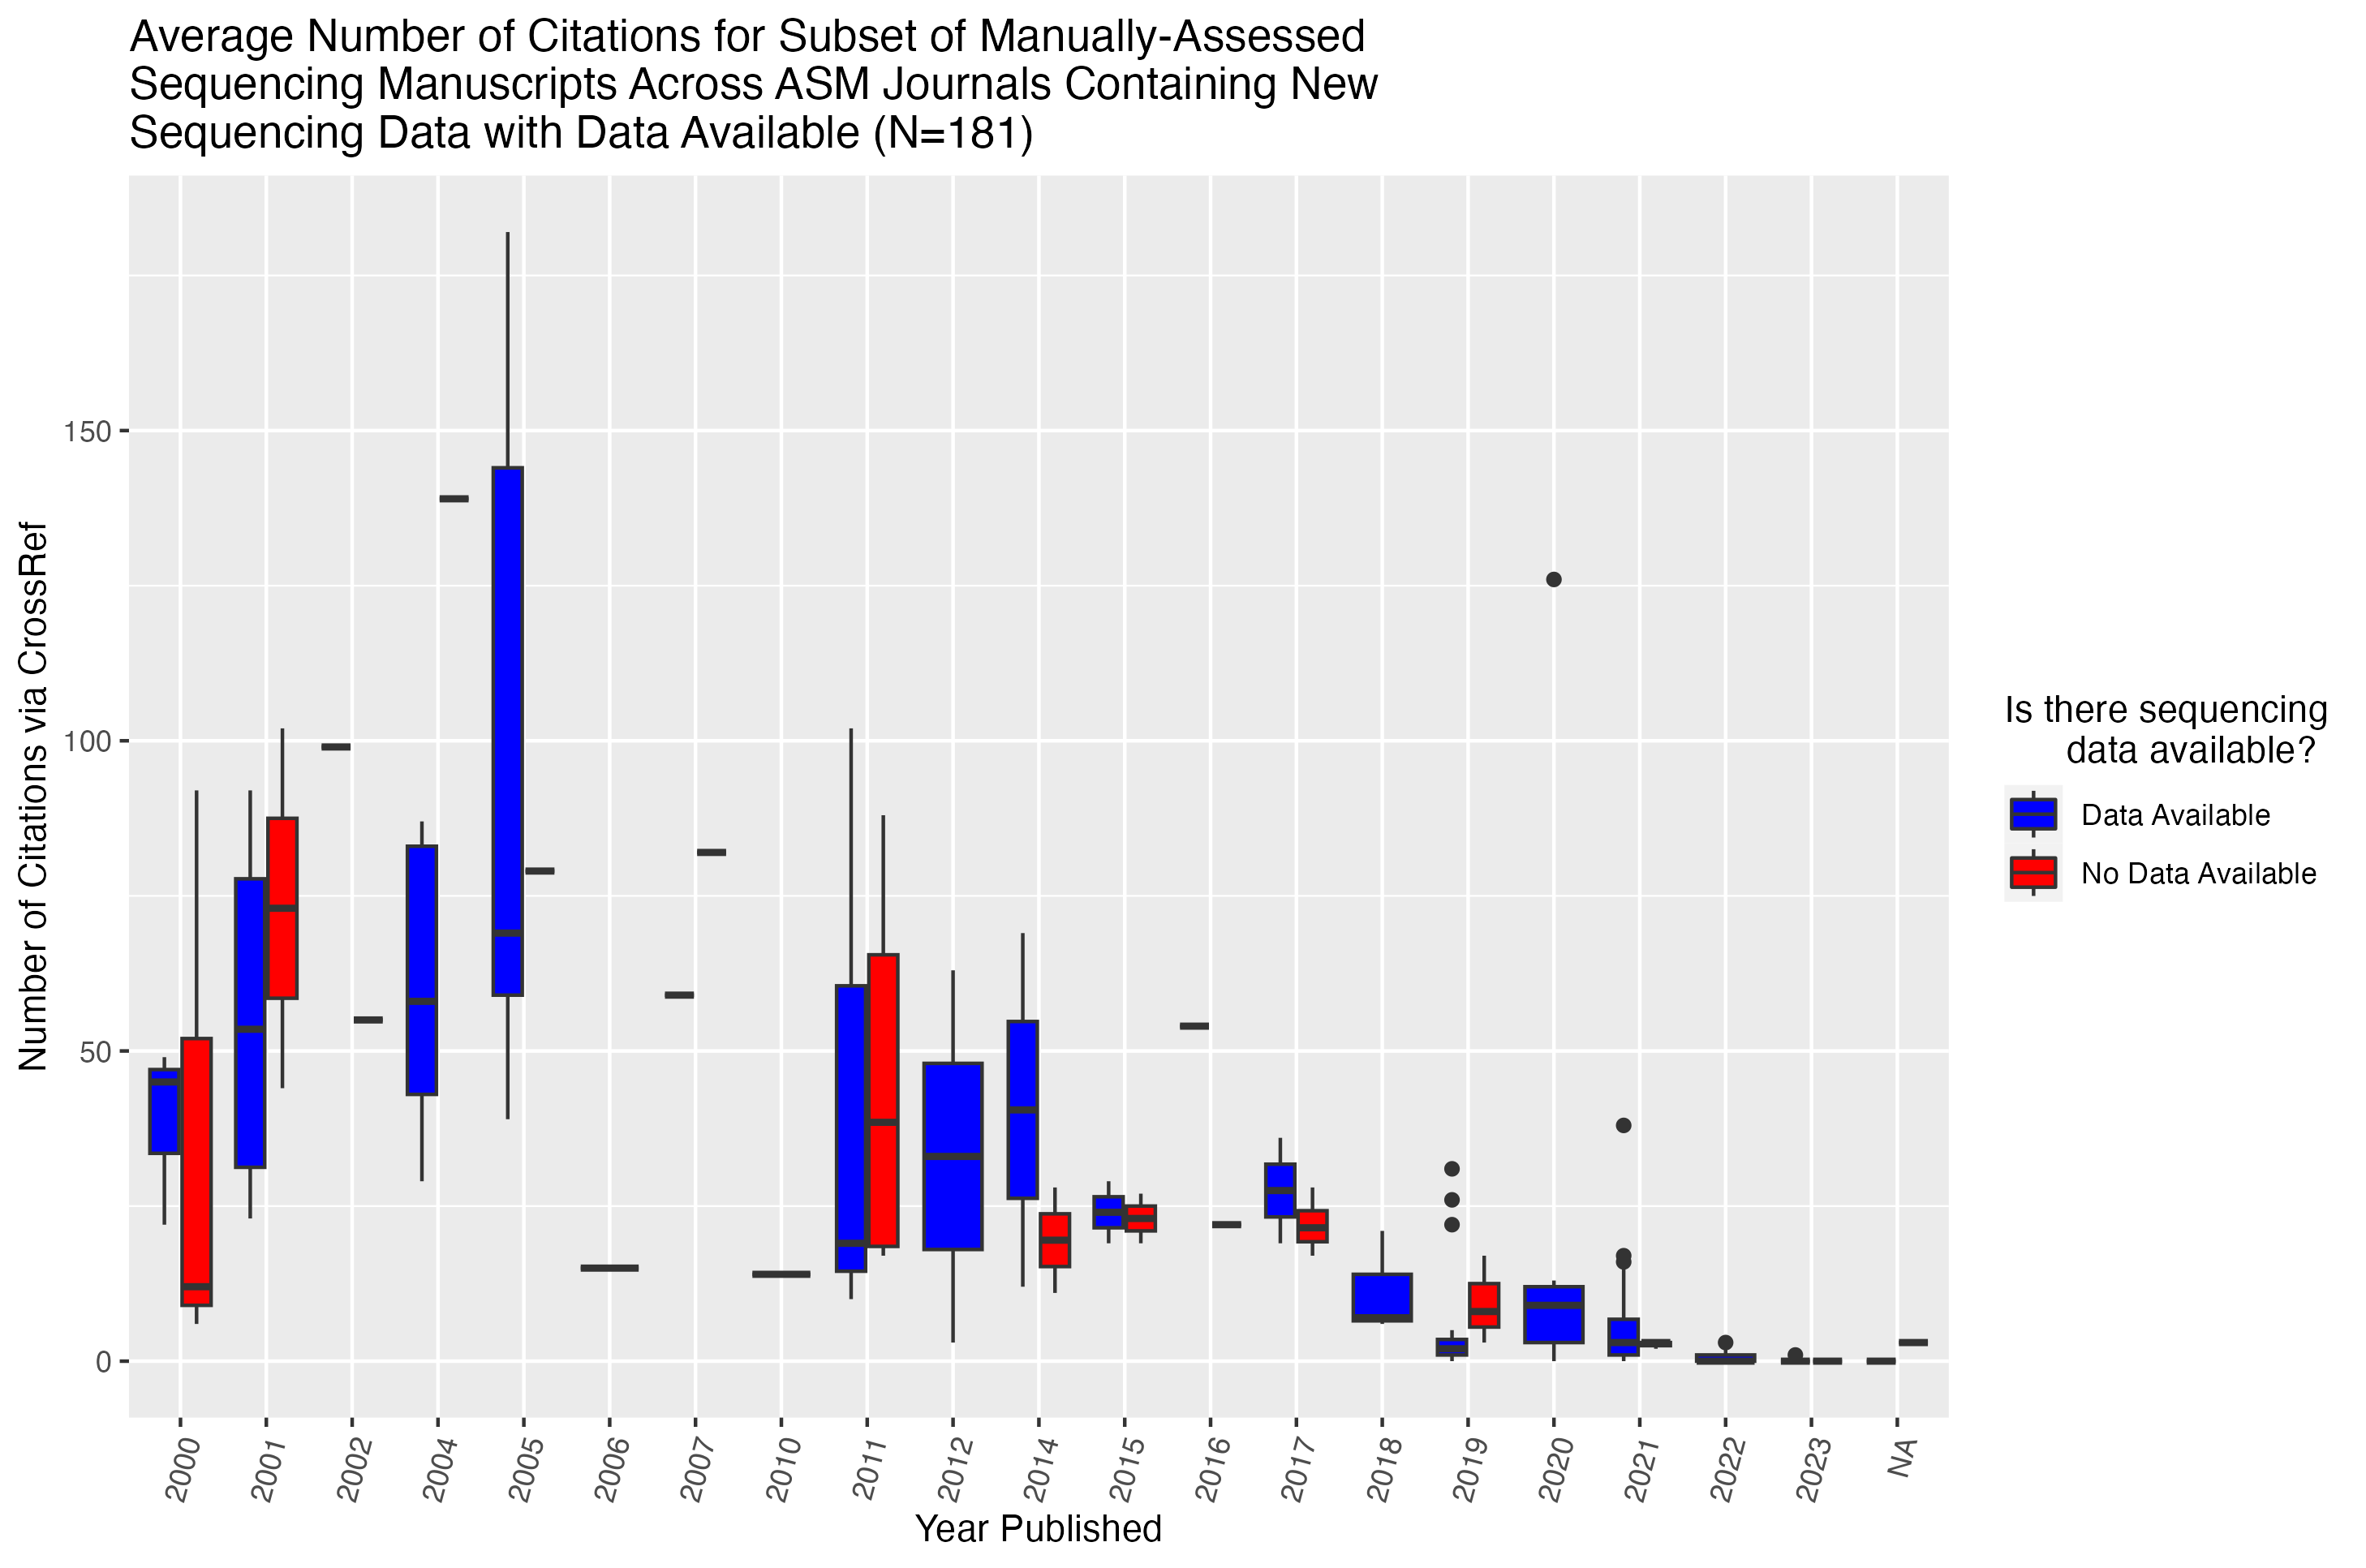 Average Number of Citations for Subset of Manually-Assessed
Sequencing Manuscripts Across ASM Journals Containing New
Sequencing Data with Data Available (N=181)
Number of Citations via CrossRef
150
100
50
0
2000
2001
2002
2004
2005
2006
2007
2010
2011
2012
2014
2015
2016
2017
2018
2019
2020
2021
2022
2023
NA
Year Published
Is there sequencing
data available?
Data Available
No Data Available